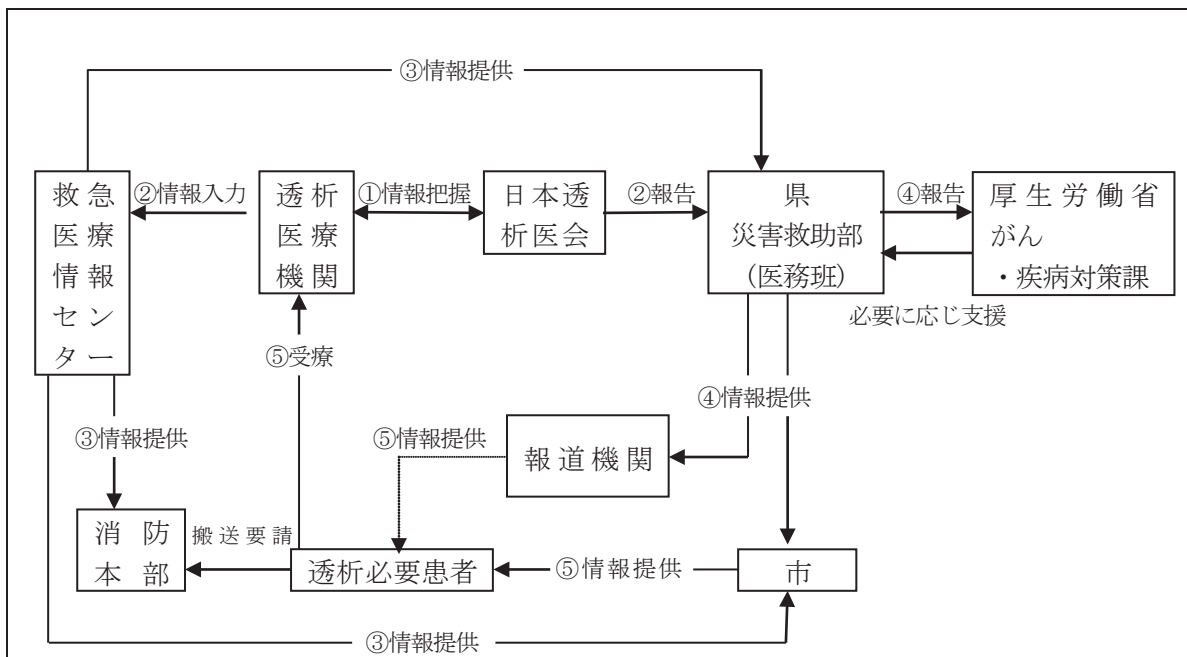 ③情報提供
救急医療情報センター
②情報入力
透析医療機関
①情報把握
日本透
析医会
②報告
県
災害救助部
（医務班）
④報告
厚生労働省
がん
・疾病対策課
必要に応じ支援
⑤受療
④情報提供
③情報提供
⑤情報提供
報道機関
消防
本部
搬送要請
透析必要患者
⑤情報提供
市
③情報提供